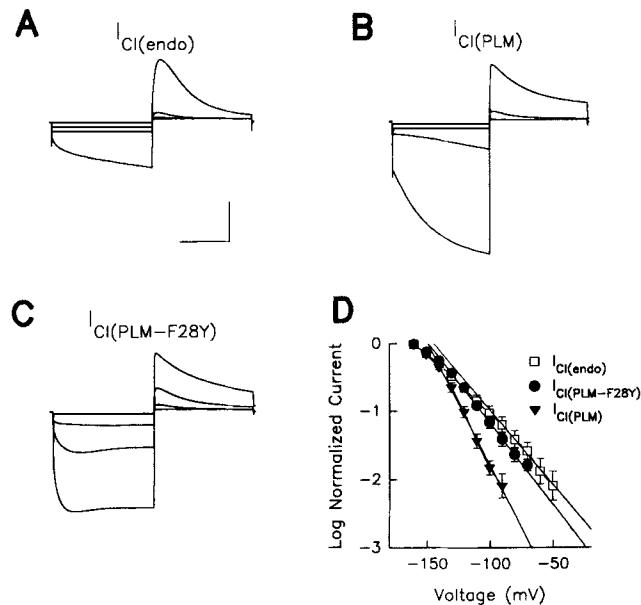 A
I Cl(endo)
B
I Cl(PLM)
C
I Cl(PLM-F28Y)
D
0
-1
-2
-3
Log Normalized Current
I Cl(endo)
I Cl(PLM-F28Y)
I Cl(PLM)
-150 -100 -50
Voltage (mV)